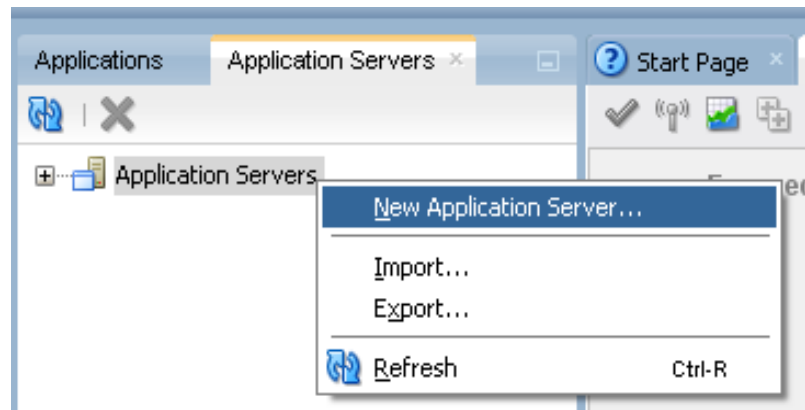 Applications
Application Servers
Start Page
Application Servers
New Application Server...
Import...
Export...
Refresh Ctrl-R